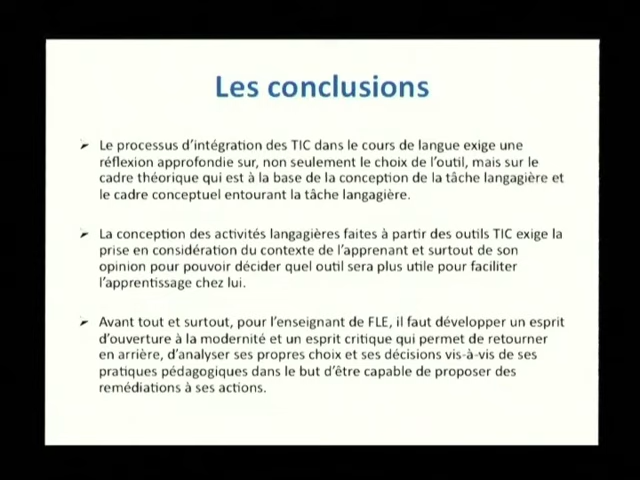 Les conclusions
➢ Le processus d’intégration des TIC dans le cours de langue exige une
réflexion approfondie sur, non seulement le choix de l’outil, mais sur le
cadre théorique qui est à la base de la conception de la tâche langagière et
le cadre conceptuel entourant la tâche langagière.
➢ La conception des activités langagières faites à partir des outils TIC exige la
prise en considération du contexte de l’apprenant et surtout de son
opinion pour pouvoir décider quel outil sera plus utile pour faciliter
l’apprentissage chez lui.
➢ Avant tout et surtout, pour l’enseignant de FLE, il faut développer un esprit
d’ouverture à la modernité et un esprit critique qui permet de retourner
en arrière, d’analyser ses propres choix et ses décisions vis-à-vis de ses
pratiques pédagogiques dans le but d’être capable de proposer des
remédiations à ses actions.